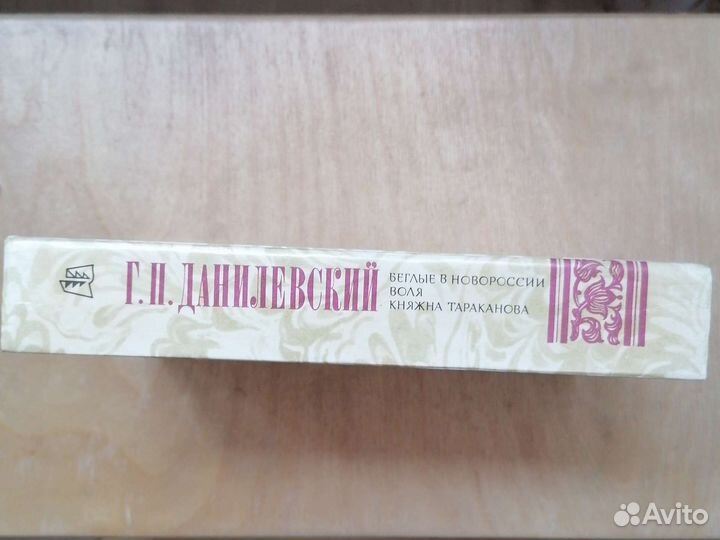 Г.П. ДАНИЛЕВСКИЙ
БЕГЛЫЕ В НОВОРОССИИ
ВОЛЯ
КНЯЖНА ТАРАКАНОВА
Avito